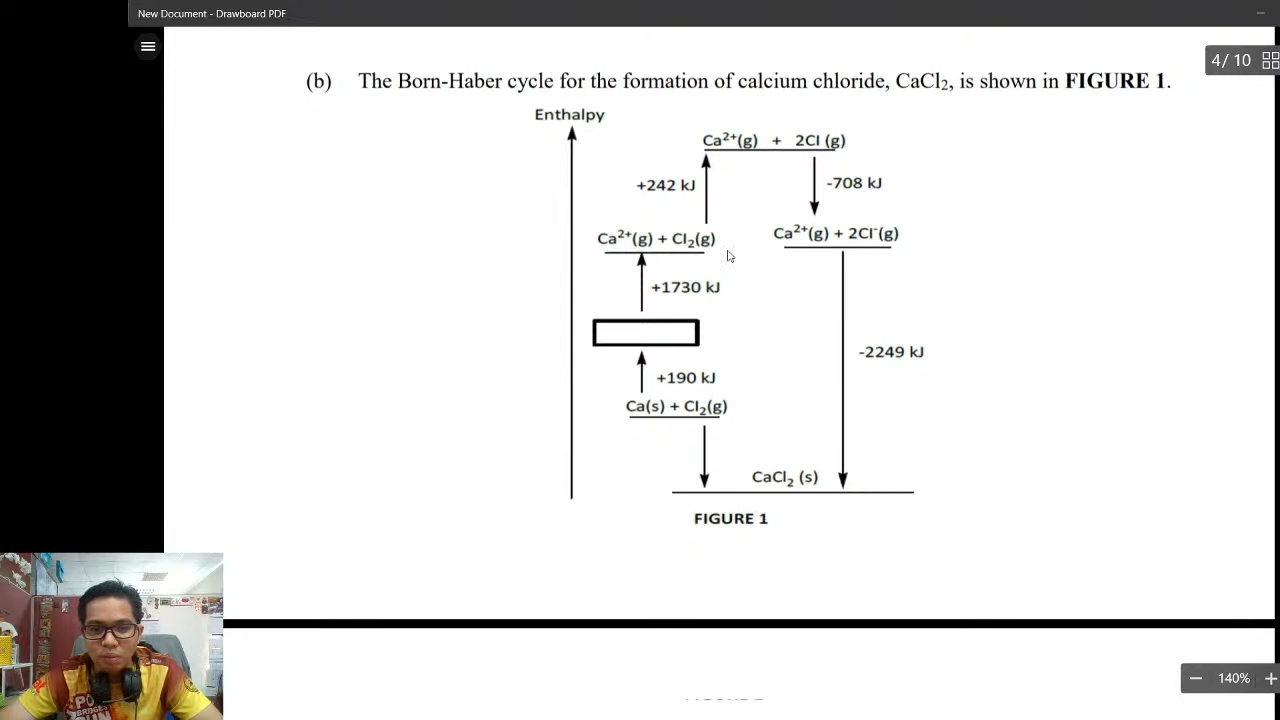 New Document - Drawboard PDF
4/ 10
(b) The Born-Haber cycle for the formation of calcium chloride, CaCl₂, is shown in FIGURE 1.
Enthalpy
Ca²⁺(g) + 2Cl (g)
+242 kJ
-708 kJ
Ca²⁺(g) + Cl₂(g)
Ca²⁺(g) + 2Cl⁻(g)
+1730 kJ
-2249 kJ
+190 kJ
Ca(s) + Cl₂(g)
CaCl₂ (s)
FIGURE 1
140%